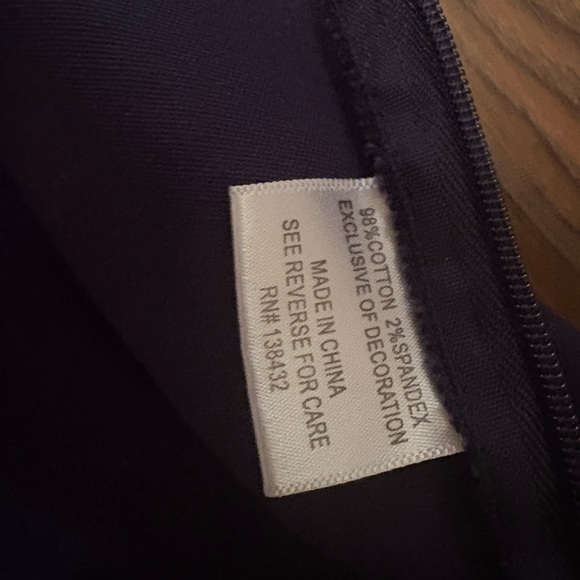 98%COTTON 2%SPANDEX
EXCLUSIVE OF DECORATION
MADE IN CHINA
SEE REVERSE FOR CARE
RN# 138432